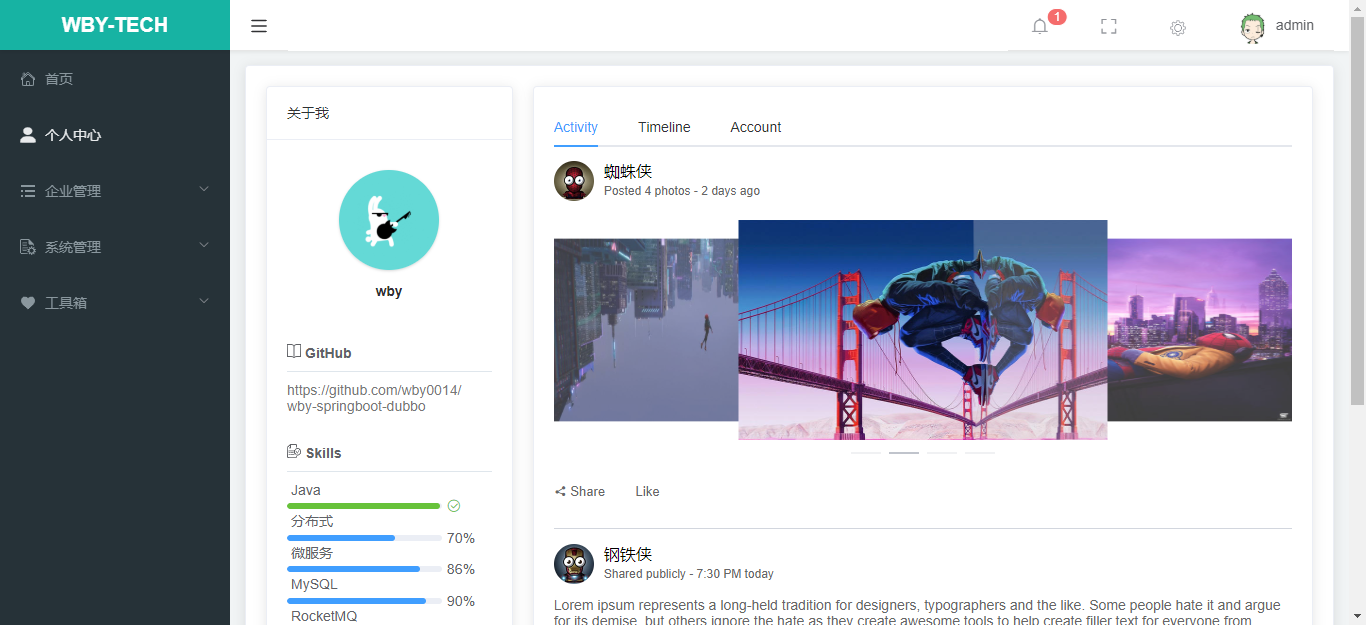 WBY-TECH
1
admin
首页
个人中心
企业管理
系统管理
工具箱
关于我
wby
GitHub
https://github.com/wby0014/
wby-springboot-dubbo
Skills
Java
分布式
70%
微服务
86%
MySQL
90%
RocketMQ
Activity Timeline Account
蜘蛛侠
Posted 4 photos - 2 days ago
Share Like
钢铁侠
Shared publicly - 7:30 PM today
Lorem ipsum represents a long-held tradition for designers, typographers and the like. Some people hate it and argue
for its demise, but others ignore the hate as they create awesome tools to help create filler text for everyone from